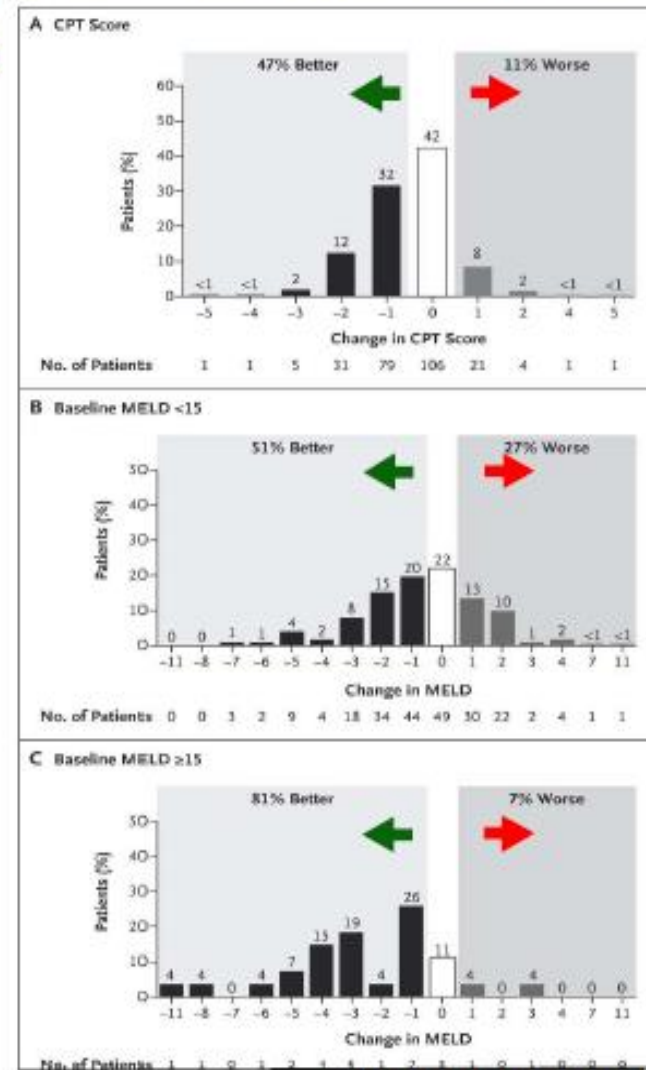 A CPT Score
47% Better 11% Worse
60
50
40
30
20
10
0
Patients (%)
<1 <1 2 12 32 42 8 2 <1 <1
-5 -4 -3 -2 -1 0 1 2 4 5
Change in CPT Score
No. of Patients 1 1 5 31 79 106 21 4 1 1
B Baseline MELD <15
51% Better 27% Worse
50
40
30
20
10
0
Patients (%)
0 0 1 1 4 2 8 15 20 22 13 10 1 2 <1 <1
-11 -8 -7 -6 -5 -4 -3 -2 -1 0 1 2 3 4 7 11
Change in MELD
No. of Patients 0 0 3 2 9 4 18 34 44 49 30 22 2 4 1 1
C Baseline MELD ≥15
81% Better 7% Worse
50
40
30
20
10
0
Patients (%)
4 4 0 4 7 15 19 4 26 11 4 0 4 0 0 0
-11 -8 -7 -6 -5 -4 -3 -2 -1 0 1 2 3 4 7 11
Change in MELD
No. of Patients 1 1 0 1